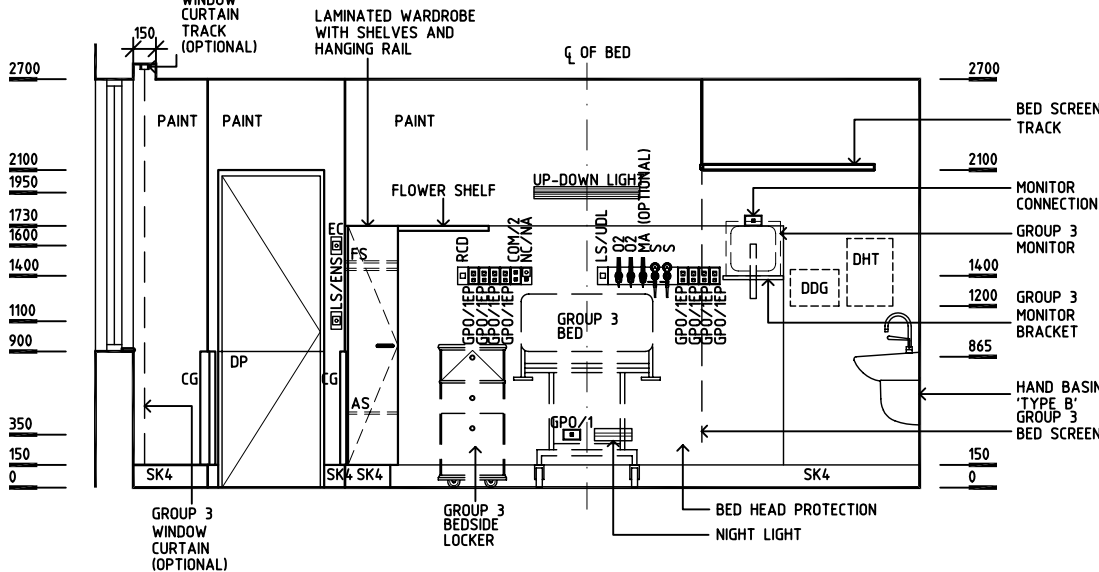 WINDOW
CURTAIN
TRACK
(OPTIONAL)
150
LAMINATED WARDROBE
WITH SHELVES AND
HANGING RAIL
℄ OF BED
2700
2700
PAINT
PAINT
PAINT
BED SCREEN
TRACK
2100
2100
1950
1730
1600
1400
1100
900
350
150
0
UP-DOWN LIGHT
FLOWER SHELF
MONITOR
CONNECTION
GROUP 3
MONITOR
1400
1200
GROUP 3
MONITOR
BRACKET
865
HAND BASIN
'TYPE B'
GROUP 3
BED SCREEN
150
0
EC
LS/ENS
FS
RCD
COM/2
NC/NA
LS/UDL
O2
O2
MA (OPTIONAL)
S
S
DHT
DDG
GPO/1EP
GPO/1EP
GPO/1EP
GPO/1EP
GROUP 3
BED
GPO/1EP
GPO/1EP
GPO/1EP
GPO/1EP
CG
DP
CG
AS
GPO/1
SK4
SK4
SK4
SK4
GROUP 3
WINDOW
CURTAIN
(OPTIONAL)
GROUP 3
BEDSIDE
LOCKER
BED HEAD PROTECTION
NIGHT LIGHT